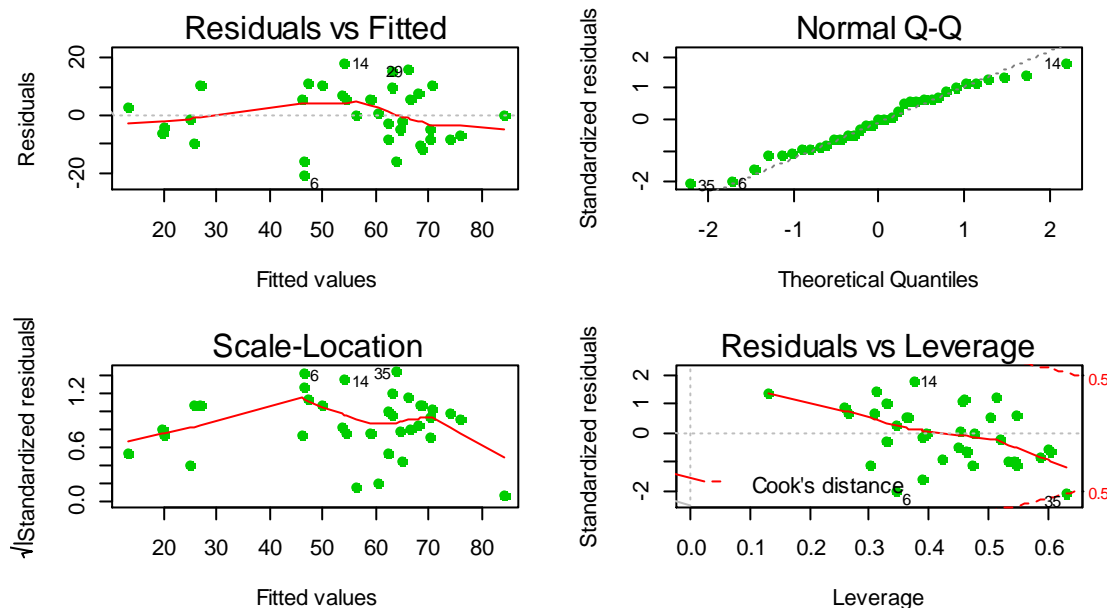 Residuals vs Fitted
Residuals
20
0
-20
14
29
6
20 30 40 50 60 70 80
Fitted values
Normal Q-Q
Standardized residuals
2
1
0
-2
14
35
6
-2 -1 0 1 2
Theoretical Quantiles
Scale-Location
√|Standardized residuals|
1.2
0.6
0.0
6
14
35
20 30 40 50 60 70 80
Fitted values
Residuals vs Leverage
Standardized residuals
2
1
0
-2
14
0.5
Cook's distance
6
35
0.5
0.0 0.1 0.2 0.3 0.4 0.5 0.6
Leverage